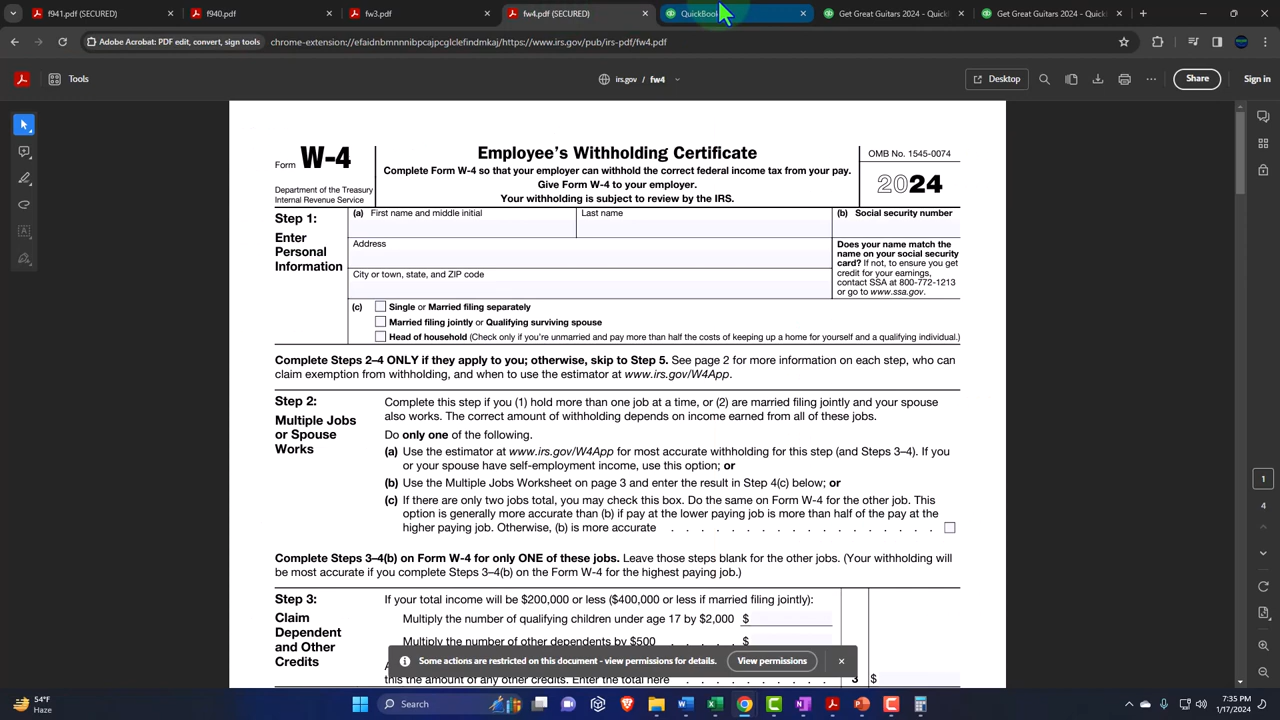 f941.pdf (SECURED)
f940.pdf
fw3.pdf
fw4.pdf (SECURED)
QuickBook
Get Great Guitars 2024 - Quick
Get Great Guitars 2024 - Quick
Adobe Acrobat: PDF edit, convert, sign tools
chrome-extension://efaidnbmnnnibpcajpcglclefindmkaj/https://www.irs.gov/pub/irs-pdf/fw4.pdf
Tools
irs.gov / fw4
Desktop
Share
Sign in
Form W-4
Department of the Treasury
Internal Revenue Service
Employee's Withholding Certificate
Complete Form W-4 so that your employer can withhold the correct federal income tax from your pay.
Give Form W-4 to your employer.
Your withholding is subject to review by the IRS.
OMB No. 1545-0074
2024
Step 1:
Enter
Personal
Information
(a) First name and middle initial
Last name
(b) Social security number
Address
City or town, state, and ZIP code
Does your name match the
name on your social security
card? If not, to ensure you get
credit for your earnings,
contact SSA at 800-772-1213
or go to www.ssa.gov.
(c) Single or Married filing separately
Married filing jointly or Qualifying surviving spouse
Head of household (Check only if you're unmarried and pay more than half the costs of keeping up a home for yourself and a qualifying individual.)
Complete Steps 2–4 ONLY if they apply to you; otherwise, skip to Step 5. See page 2 for more information on each step, who can
claim exemption from withholding, and when to use the estimator at www.irs.gov/W4App.
Step 2:
Multiple Jobs
or Spouse
Works
Complete this step if you (1) hold more than one job at a time, or (2) are married filing jointly and your spouse
also works. The correct amount of withholding depends on income earned from all of these jobs.
Do only one of the following.
(a) Use the estimator at www.irs.gov/W4App for most accurate withholding for this step (and Steps 3–4). If you
or your spouse have self-employment income, use this option; or
(b) Use the Multiple Jobs Worksheet on page 3 and enter the result in Step 4(c) below; or
(c) If there are only two jobs total, you may check this box. Do the same on Form W-4 for the other job. This
option is generally more accurate than (b) if pay at the lower paying job is more than half of the pay at the
higher paying job. Otherwise, (b) is more accurate . . . . . . . . . . . . . . . . .
Complete Steps 3–4(b) on Form W-4 for only ONE of these jobs. Leave those steps blank for the other jobs. (Your withholding will
be most accurate if you complete Steps 3–4(b) on the Form W-4 for the highest paying job.)
Step 3:
Claim
Dependent
and Other
Credits
If your total income will be $200,000 or less ($400,000 or less if married filing jointly):
Multiply the number of qualifying children under age 17 by $2,000 $
Multiply the number of other dependents by $500 . . . . . $
this the amount of any other credits. Enter the total here . . . . . . . . . . 3 $
Some actions are restricted on this document - view permissions for details.
View permissions
1
4
54°F
Haze
Search
7:35 PM
1/17/2024